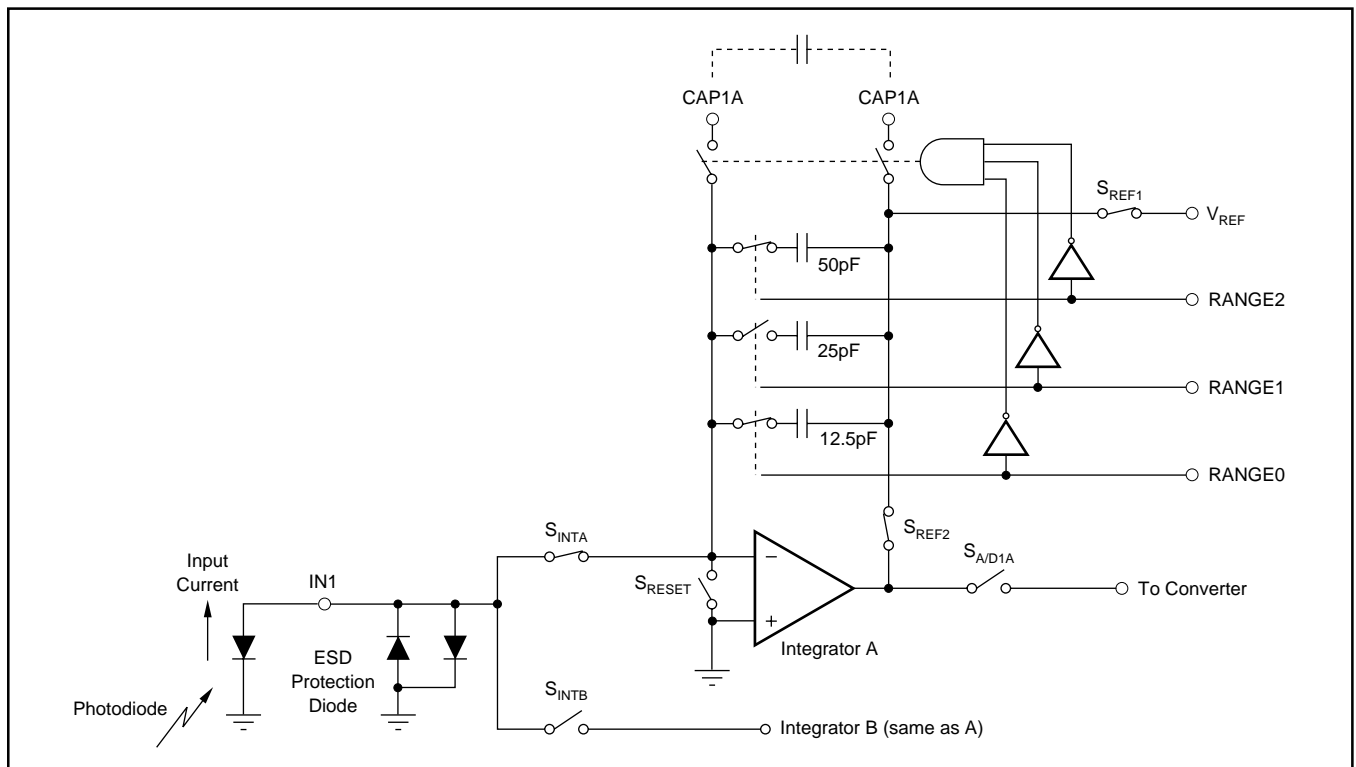 CAP1A
CAP1A
SREF1
VREF
50pF
RANGE2
25pF
RANGE1
12.5pF
RANGE0
SREF2
SINTA
SA/D1A
Input
Current
IN1
SRESET
−
+
To Converter
Integrator A
ESD
Protection
Diode
Photodiode
SINTB
Integrator B (same as A)